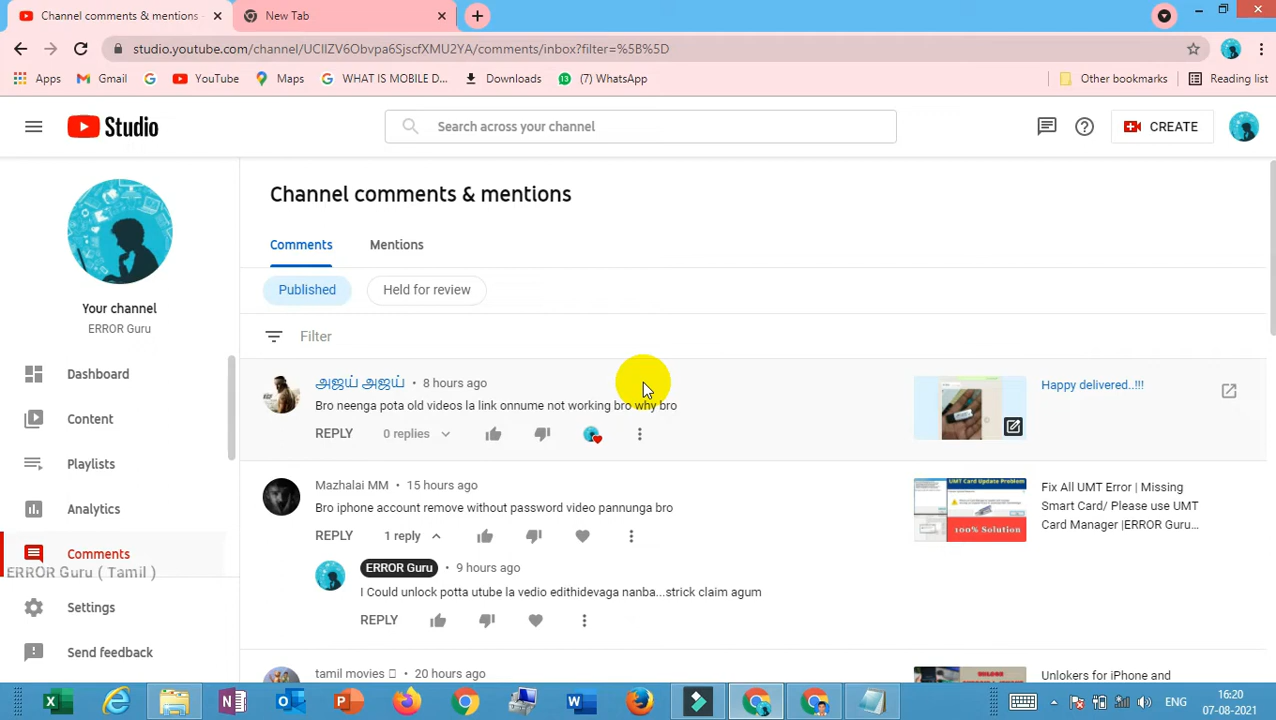 Channel comments & mentions -
New Tab
studio.youtube.com/channel/UCIlZV6Obvpa6SjscfXMU2YA/comments/inbox?filter=%5B%5D
Apps Gmail YouTube Maps WHAT IS MOBILE D... Downloads (7) WhatsApp Other bookmarks Reading list
Studio
Search across your channel
CREATE
Your channel
ERROR Guru
Dashboard
Content
Playlists
Analytics
Comments
ERROR Guru ( Tamil )
Settings
Send feedback
Channel comments & mentions
Comments Mentions
Published Held for review
Filter
அஜய் அஜய் • 8 hours ago
Bro neenga pota old videos la link onnume not working bro why bro
REPLY 0 replies
Happy delivered..!!!
Mazhalai MM • 15 hours ago
Bro iphone account remove without password video pannunga bro
REPLY 1 reply
UMT Card Update Problem
100% Solution
Fix All UMT Error | Missing
Smart Card/ Please use UMT
Card Manager |ERROR Guru...
ERROR Guru • 9 hours ago
I Could unlock potta utube la vedio edithidevaga nanba...strick claim agum
REPLY
tamil movies • 20 hours ago
Unlokers for iPhone and
ENG
16:20
07-08-2021